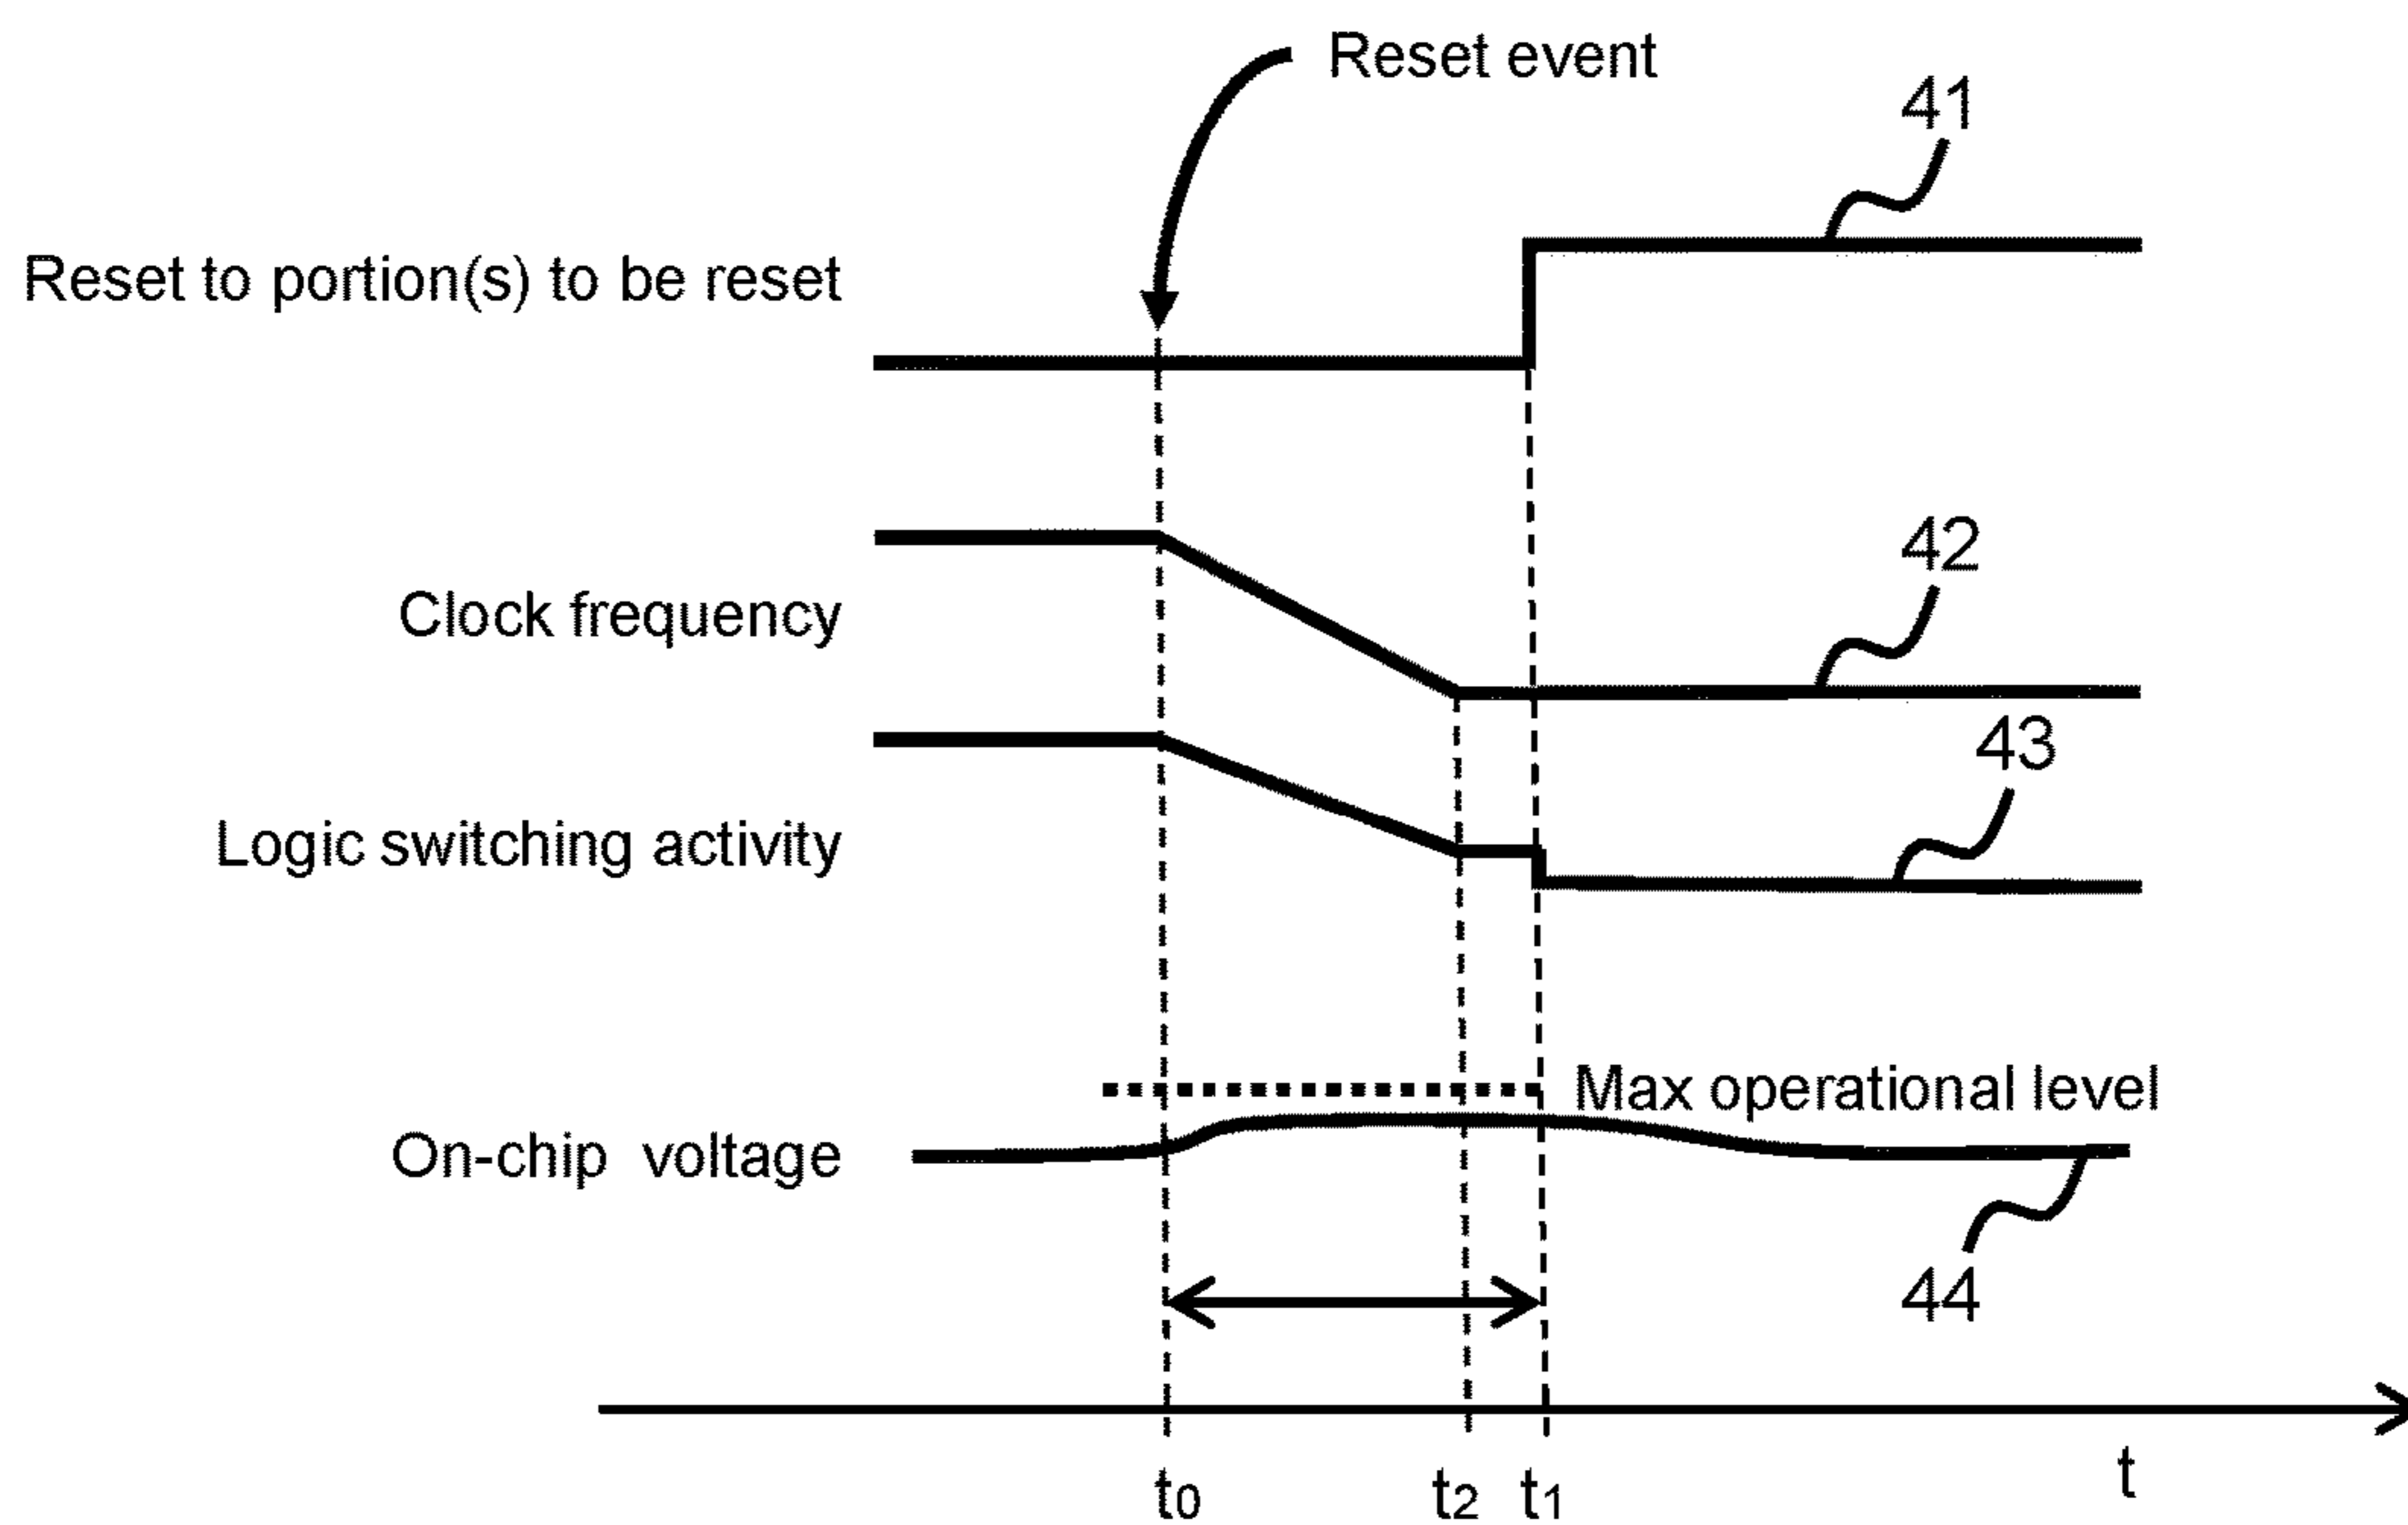 Reset event
41
Reset to portion(s) to be reset
42
Clock frequency
43
Logic switching activity
Max operational level
On-chip voltage
44
t
t0
t2
t1